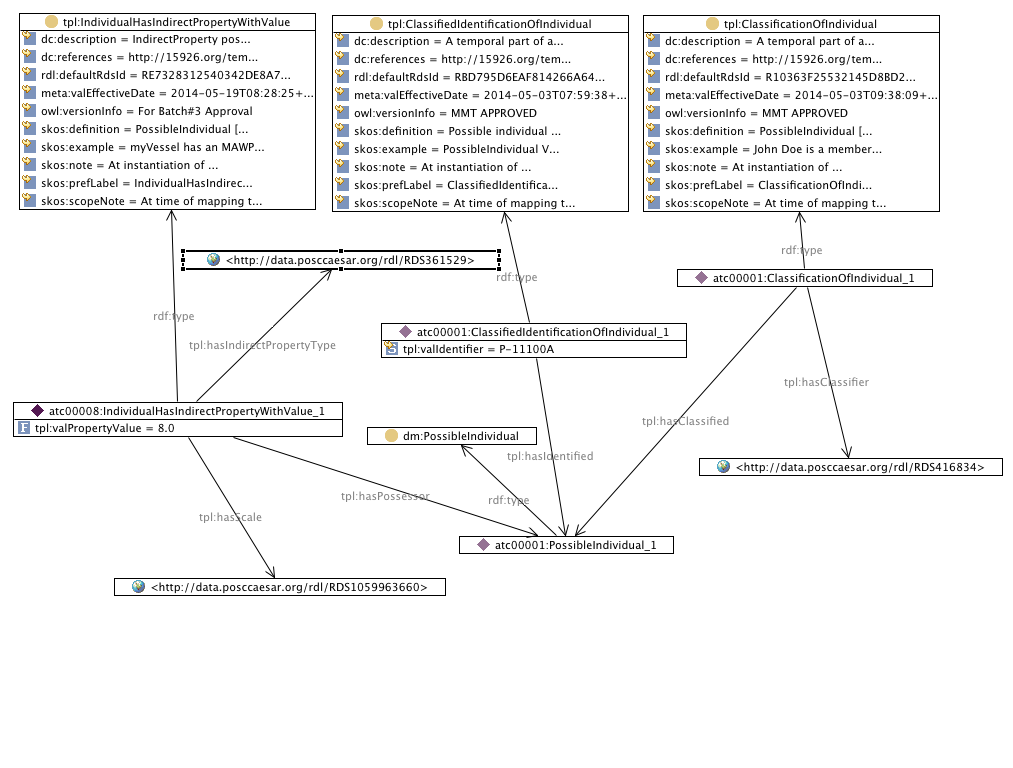 tpl:IndividualHasIndirectPropertyWithValue
dc:description = IndirectProperty pos...
dc:references = http://15926.org/tem...
rdl:defaultRdsId = RE7328312540342DE8A7...
meta:valEffectiveDate = 2014-05-19T08:28:25+...
owl:versionInfo = For Batch#3 Approval
skos:definition = PossibleIndividual [...
skos:example = myVessel has an MAWP...
skos:note = At instantiation of ...
skos:prefLabel = IndividualHasIndirec...
skos:scopeNote = At time of mapping t...
tpl:ClassifiedIdentificationOfIndividual
dc:description = A temporal part of a...
dc:references = http://15926.org/tem...
rdl:defaultRdsId = RBD795D6EAF814266A64...
meta:valEffectiveDate = 2014-05-03T07:59:38+...
owl:versionInfo = MMT APPROVED
skos:definition = Possible individual ...
skos:example = PossibleIndividual V...
skos:note = At instantiation of ...
skos:prefLabel = ClassifiedIdentifica...
skos:scopeNote = At time of mapping t...
tpl:ClassificationOfIndividual
dc:description = A temporal part of a...
dc:references = http://15926.org/tem...
rdl:defaultRdsId = R10363F25532145D8BD2...
meta:valEffectiveDate = 2014-05-03T09:38:09+...
owl:versionInfo = MMT APPROVED
skos:definition = PossibleIndividual [...
skos:example = John Doe is a member...
skos:note = At instantiation of ...
skos:prefLabel = ClassificationOfIndi...
skos:scopeNote = At time of mapping t...
rdf:type
<http://data.posccaesar.org/rdl/RDS361529>
rdf:type
atc00001:ClassificationOfIndividual_1
rdf:type
atc00001:ClassifiedIdentificationOfIndividual_1
tpl:valIdentifier = P-11100A
tpl:hasIndirectPropertyType
tpl:hasClassifier
atc00008:IndividualHasIndirectPropertyWithValue_1
tpl:valPropertyValue = 8.0
tpl:hasClassified
dm:PossibleIndividual
tpl:hasIdentified
<http://data.posccaesar.org/rdl/RDS416834>
tpl:hasPossessor
rdf:type
tpl:hasScale
atc00001:PossibleIndividual_1
<http://data.posccaesar.org/rdl/RDS1059963660>